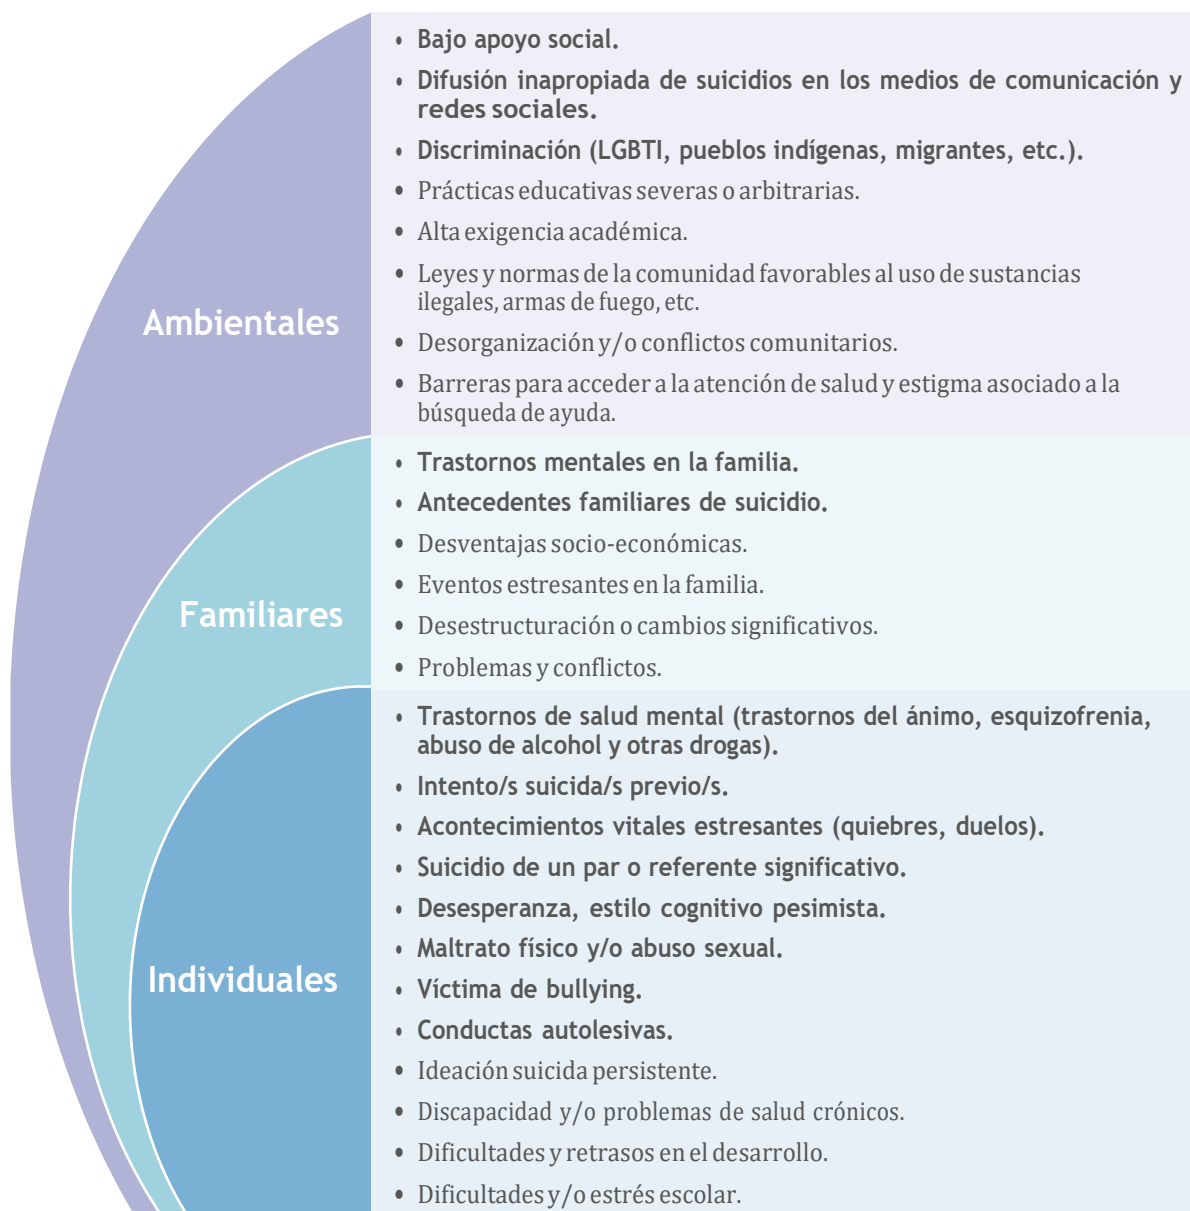 • Bajo apoyo social.
• Difusión inapropiada de suicidios en los medios de comunicación y
redes sociales.
• Discriminación (LGBTI, pueblos indígenas, migrantes, etc.).
• Prácticas educativas severas o arbitrarias.
• Alta exigencia académica.
• Leyes y normas de la comunidad favorables al uso de sustancias
ilegales, armas de fuego, etc.
Ambientales
• Desorganización y/o conflictos comunitarios.
• Barreras para acceder a la atención de salud y estigma asociado a la
búsqueda de ayuda.
• Trastornos mentales en la familia.
• Antecedentes familiares de suicidio.
• Desventajas socio-económicas.
• Eventos estresantes en la familia.
Familiares
• Desestructuración o cambios significativos.
• Problemas y conflictos.
• Trastornos de salud mental (trastornos del ánimo, esquizofrenia,
abuso de alcohol y otras drogas).
• Intento/s suicida/s previo/s.
• Acontecimientos vitales estresantes (quiebres, duelos).
• Suicidio de un par o referente significativo.
• Desesperanza, estilo cognitivo pesimista.
• Maltrato físico y/o abuso sexual.
Individuales
• Víctima de bullying.
• Conductas autolesivas.
• Ideación suicida persistente.
• Discapacidad y/o problemas de salud crónicos.
• Dificultades y retrasos en el desarrollo.
• Dificultades y/o estrés escolar.